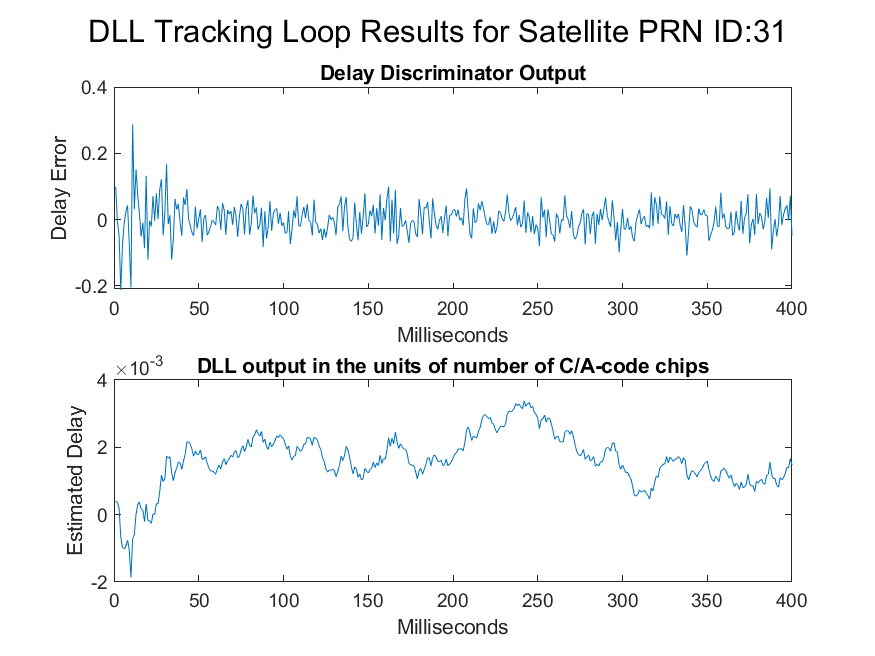 DLL Tracking Loop Results for Satellite PRN ID:31
Delay Discriminator Output
0.4
0.2
0
-0.2
Delay Error
0 50 100 150 200 250 300 350 400
Milliseconds
×10-3
DLL output in the units of number of C/A-code chips
4
2
0
-2
Estimated Delay
0 50 100 150 200 250 300 350 400
Milliseconds